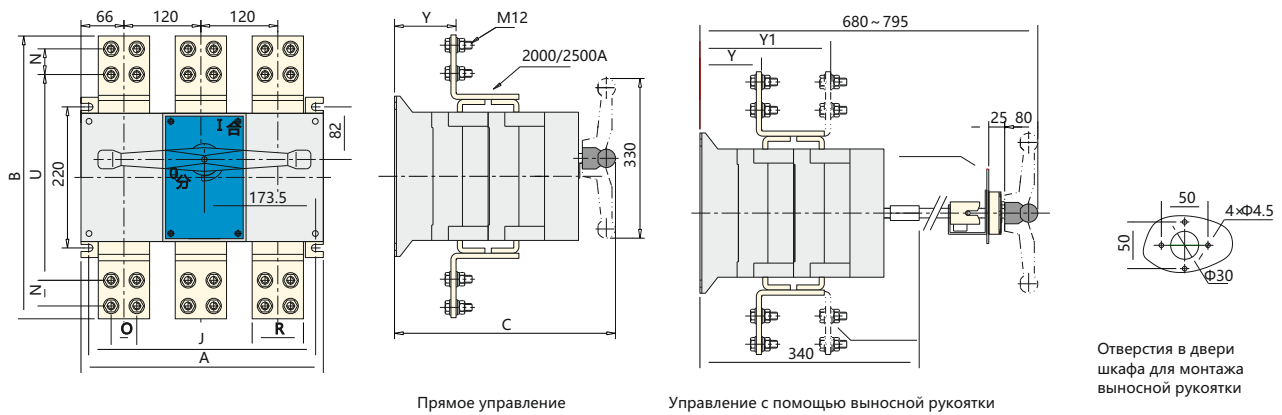 66
120
120
N
B
U
220
I 合
0 分
82
173.5
N
O
J
R
A
Y
M12
2000/2500A
330
C
Прямое управление
680~795
Y1
Y
25
80
340
Управление с помощью выносной рукоятки
50
4×Φ4.5
50
Φ30
Отверстия в двери
шкафа для монтажа
выносной рукоятки